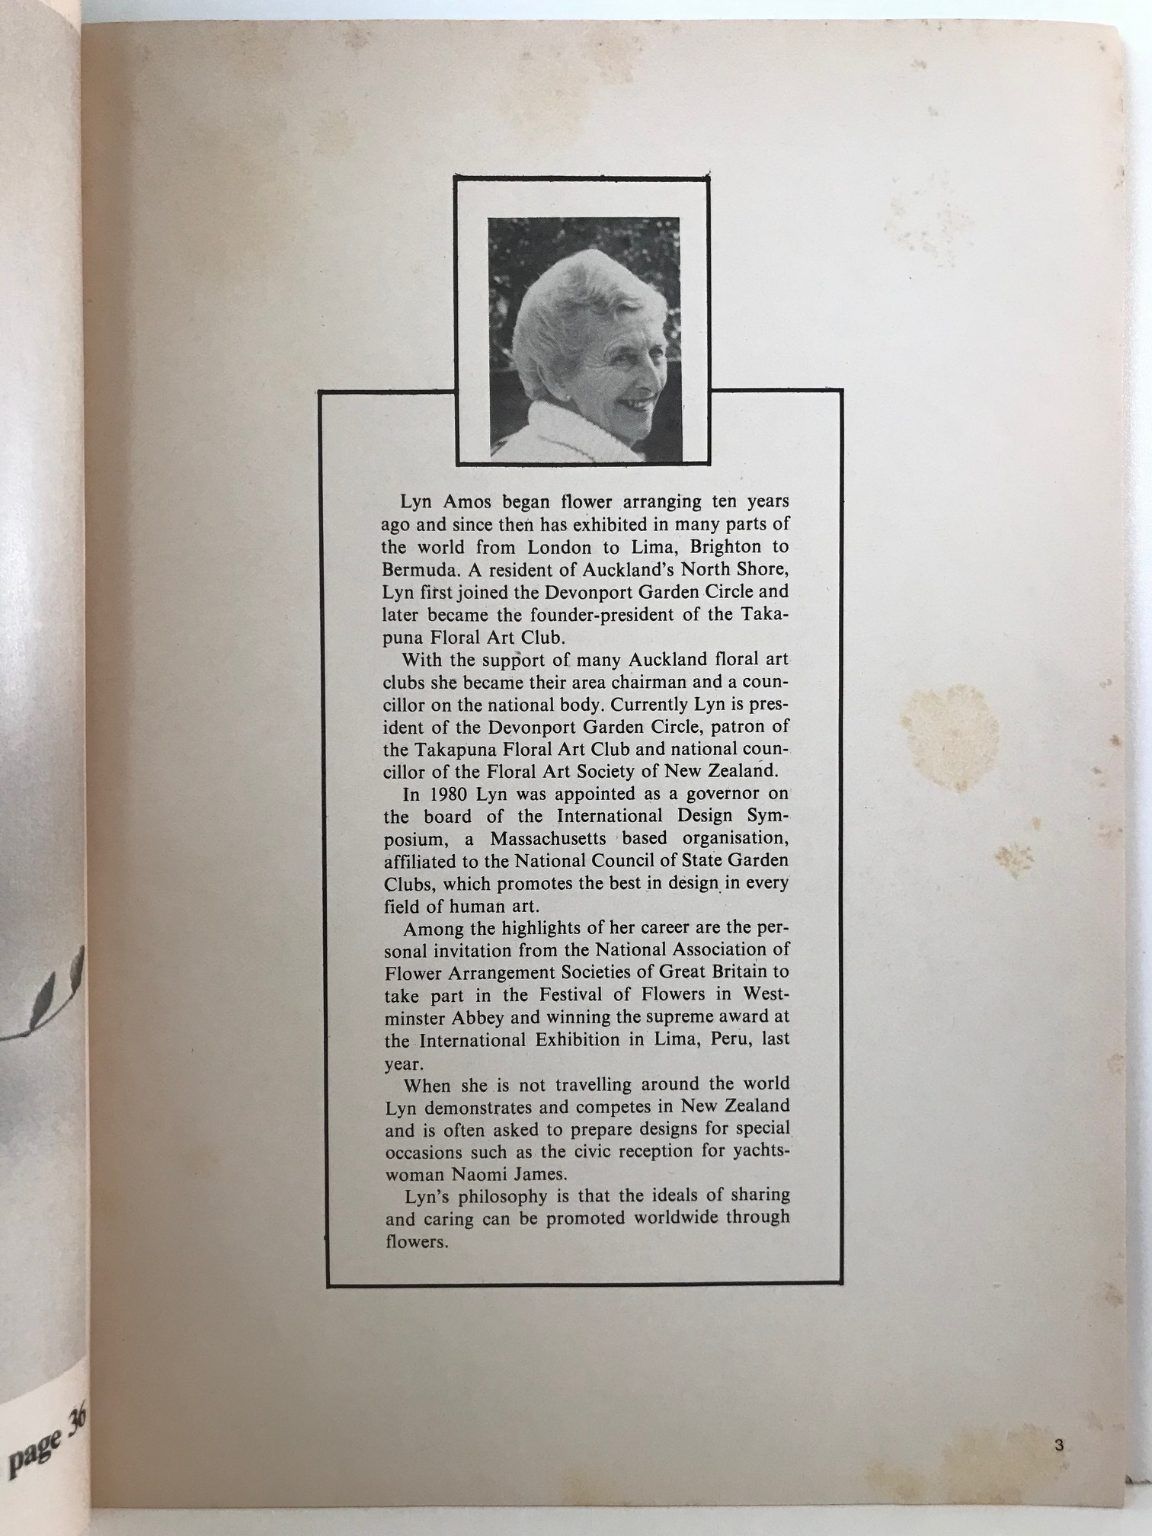 Lyn Amos began flower arranging ten years
ago and since then has exhibited in many parts of
the world from London to Lima, Brighton to
Bermuda. A resident of Auckland's North Shore,
Lyn first joined the Devonport Garden Circle and
later became the founder-president of the Taka-
puna Floral Art Club.
With the support of many Auckland floral art
clubs she became their area chairman and a coun-
cillor on the national body. Currently Lyn is pres-
ident of the Devonport Garden Circle, patron of
the Takapuna Floral Art Club and national coun-
cillor of the Floral Art Society of New Zealand.
In 1980 Lyn was appointed as a governor on
the board of the International Design Sym-
posium, a Massachusetts based organisation,
affiliated to the National Council of State Garden
Clubs, which promotes the best in design in every
field of human art.
Among the highlights of her career are the per-
sonal invitation from the National Association of
Flower Arrangement Societies of Great Britain to
take part in the Festival of Flowers in West-
minster Abbey and winning the supreme award at
the International Exhibition in Lima, Peru, last
year.
When she is not travelling around the world
Lyn demonstrates and competes in New Zealand
and is often asked to prepare designs for special
occasions such as the civic reception for yachts-
woman Naomi James.
Lyn's philosophy is that the ideals of sharing
and caring can be promoted worldwide through
flowers.
page 36
3